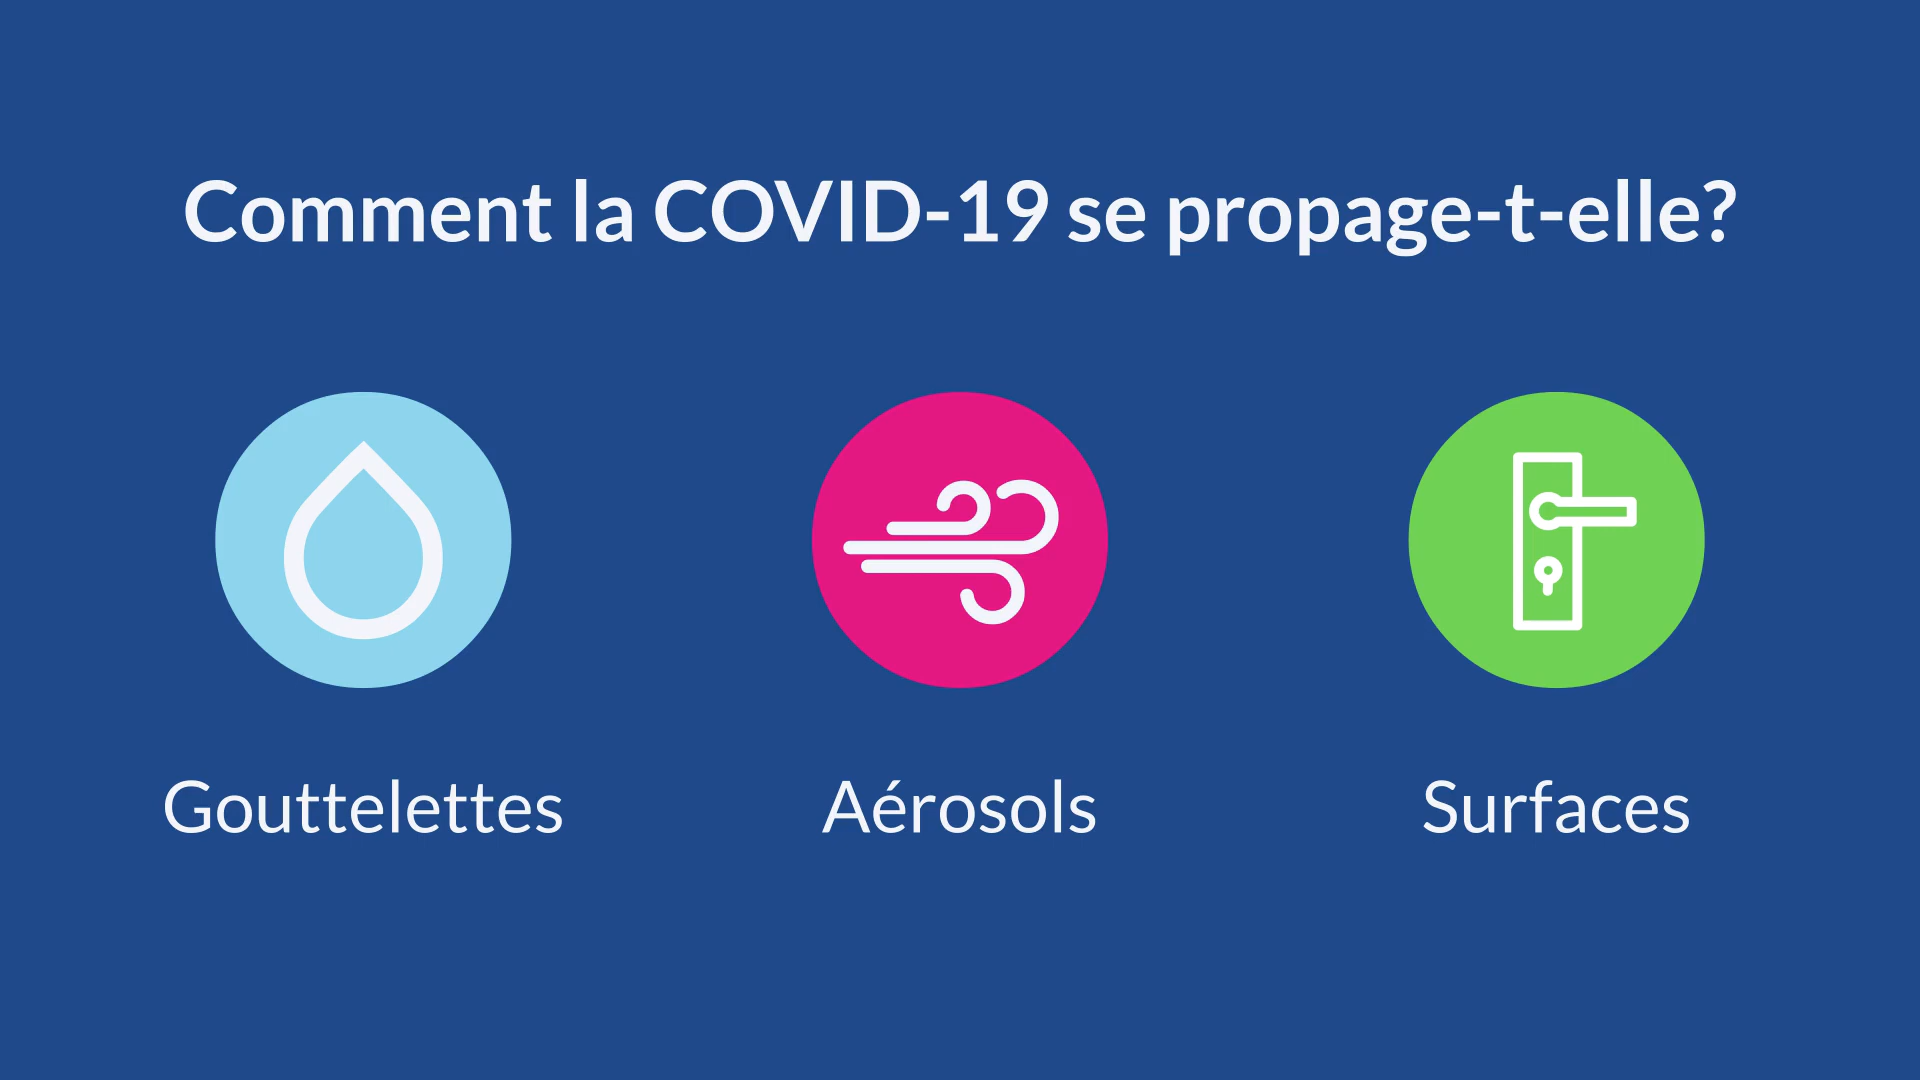 Comment la COVID-19 se propage-t-elle?
Gouttelettes
Aérosols
Surfaces